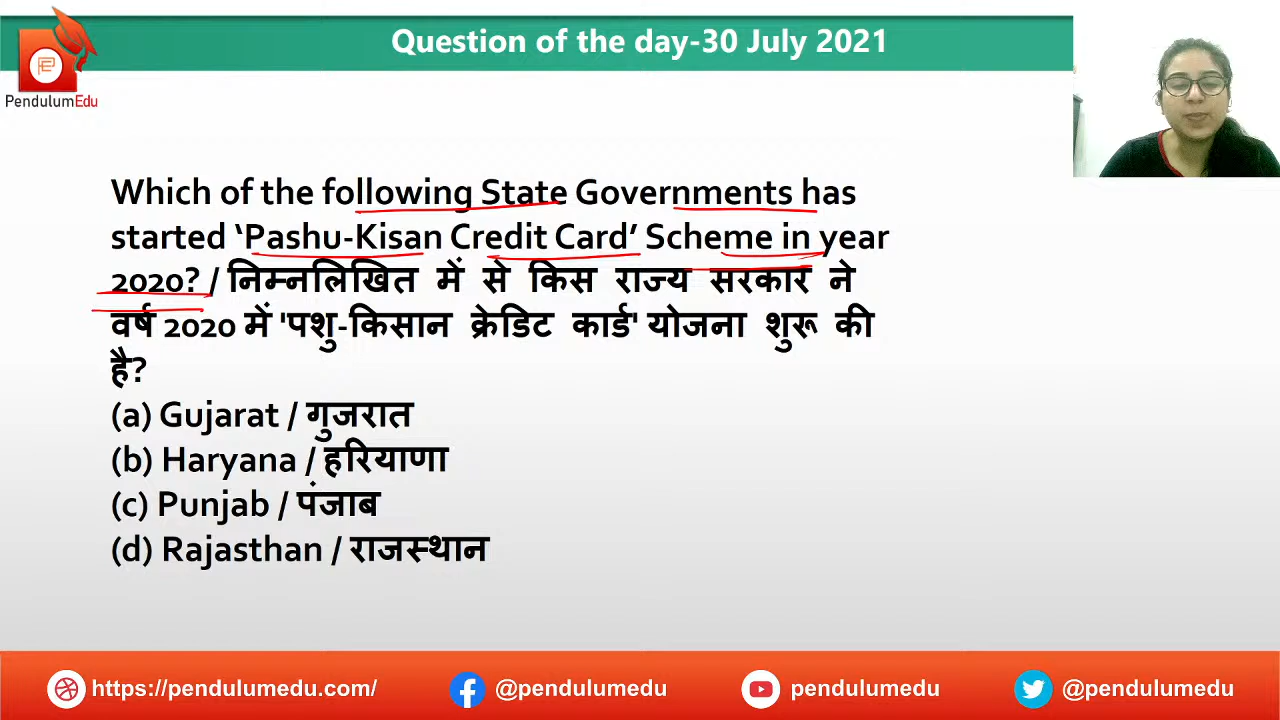 Question of the day-30 July 2021
PendulumEdu
Which of the following State Governments has
started ‘Pashu-Kisan Credit Card’ Scheme in year
2020? / निम्नलिखित में से किस राज्य सरकार ने
वर्ष 2020 में 'पशु-किसान क्रेडिट कार्ड' योजना शुरू की
है?
(a) Gujarat / गुजरात
(b) Haryana / हरियाणा
(c) Punjab / पंजाब
(d) Rajasthan / राजस्थान
https://pendulumedu.com/ @pendulumedu pendulumedu @pendulumedu